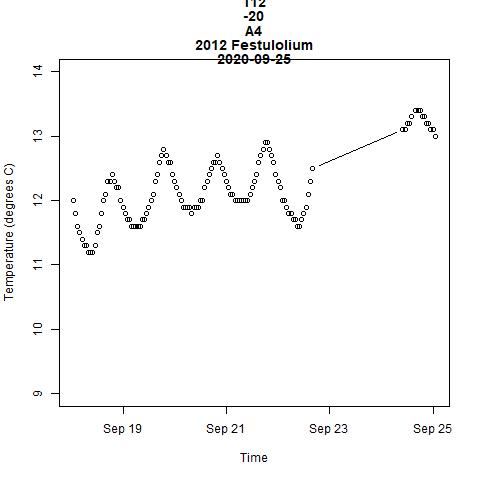 T12
-20
A4
2012 Festulolium
2020-09-25
14
13
12
11
10
9
Temperature (degrees C)
Sep 19 Sep 21 Sep 23 Sep 25
Time